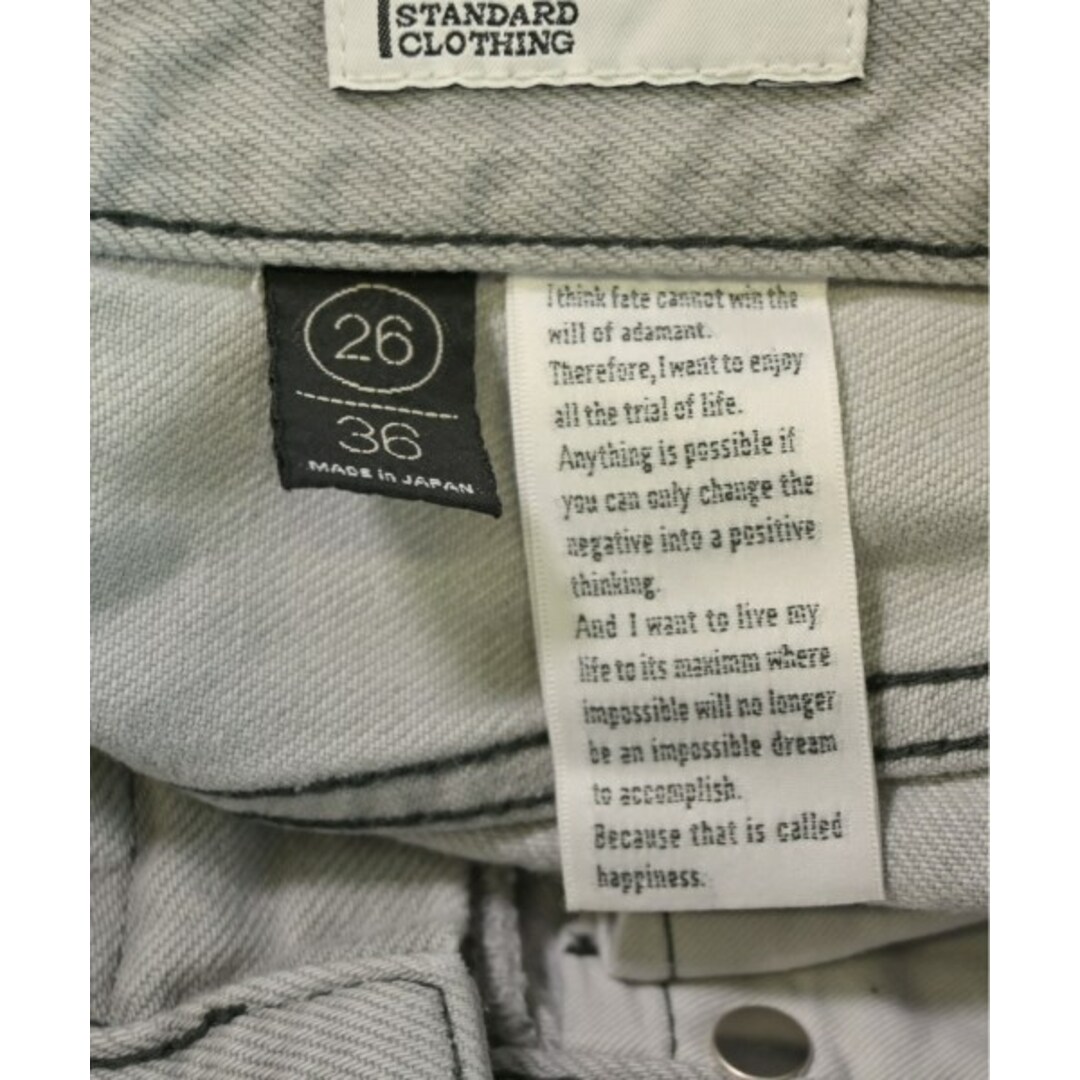 STANDARD
CLOTHING
26
36
MADE in JAPAN
I think fate cannot win the
will of adamant.
Therefore, I want to enjoy
all the trial of life.
Anything is possible if
you can only change the
negative into a positive
thinking.
And I want to live my
life to its maximm where
impossible will no longer
be an impossible dream
to accomplish.
Because that is called
happiness.